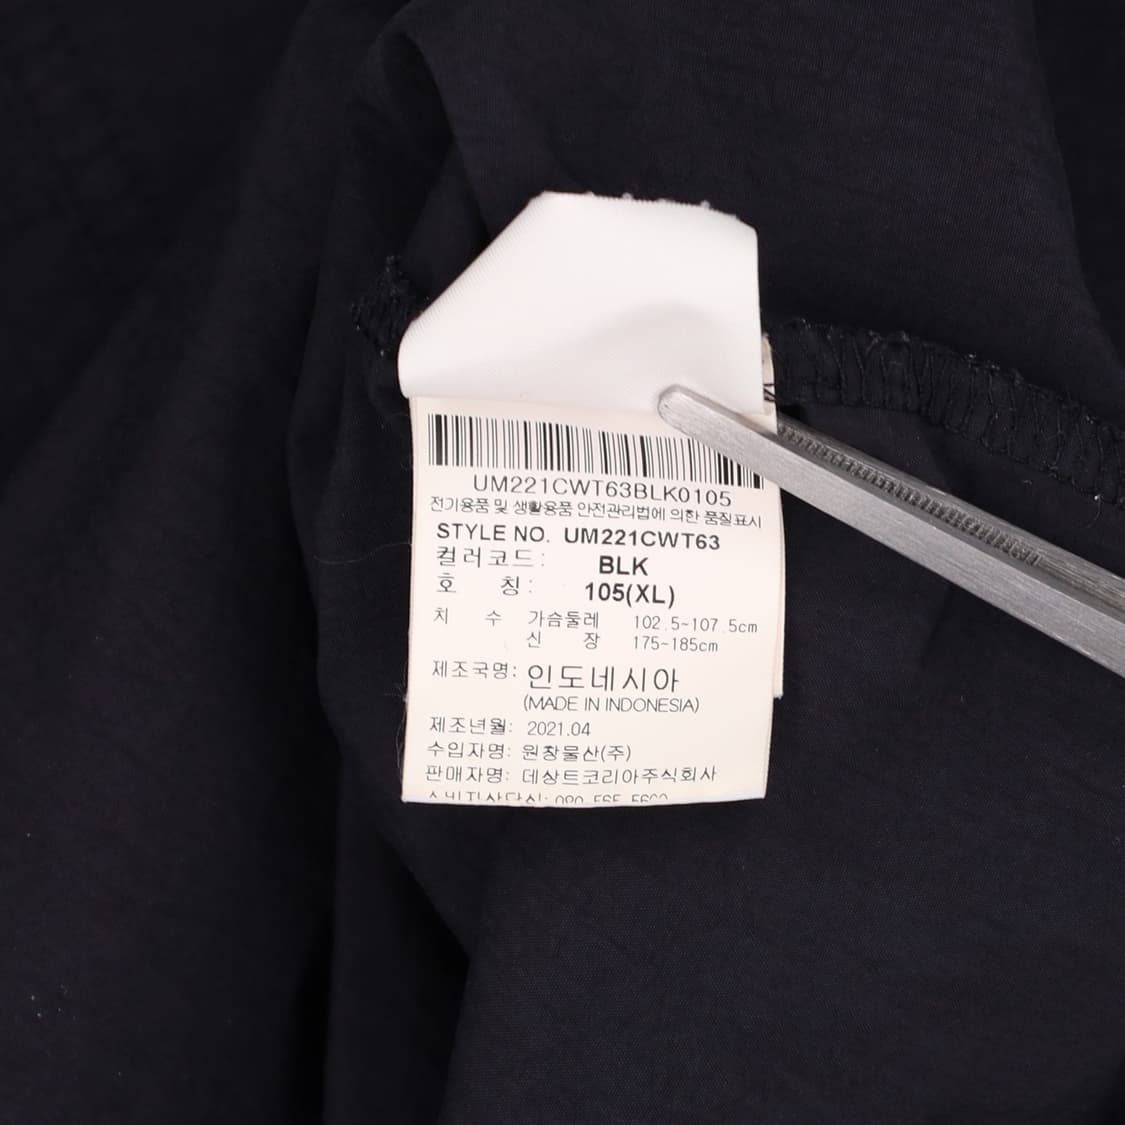 UM221CWT63BLK0105
전기용품 및 생활용품 안전관리법에 의한 품질표시
STYLE NO. UM221CWT63
컬러코드: BLK
호 칭: 105(XL)
치 수 가슴둘레 102.5~107.5cm
신 장 175~185cm
제조국명: 인도네시아
(MADE IN INDONESIA)
제조년월: 2021.04
수입자명: 원창물산(주)
판매자명: 데상트코리아주식회사